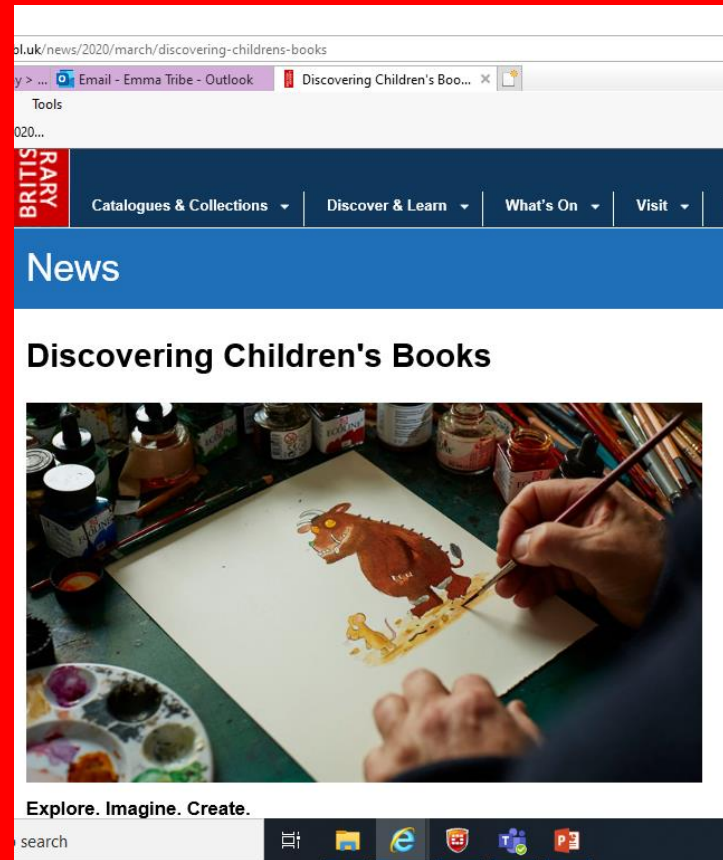 bl.uk/news/2020/march/discovering-childrens-books
y > ... Email - Emma Tribe - Outlook Discovering Children's Boo...
Tools
020...
BRITIS
RARY
Catalogues & Collections Discover & Learn What's On Visit
News
Discovering Children's Books
Explore. Imagine. Create.
search